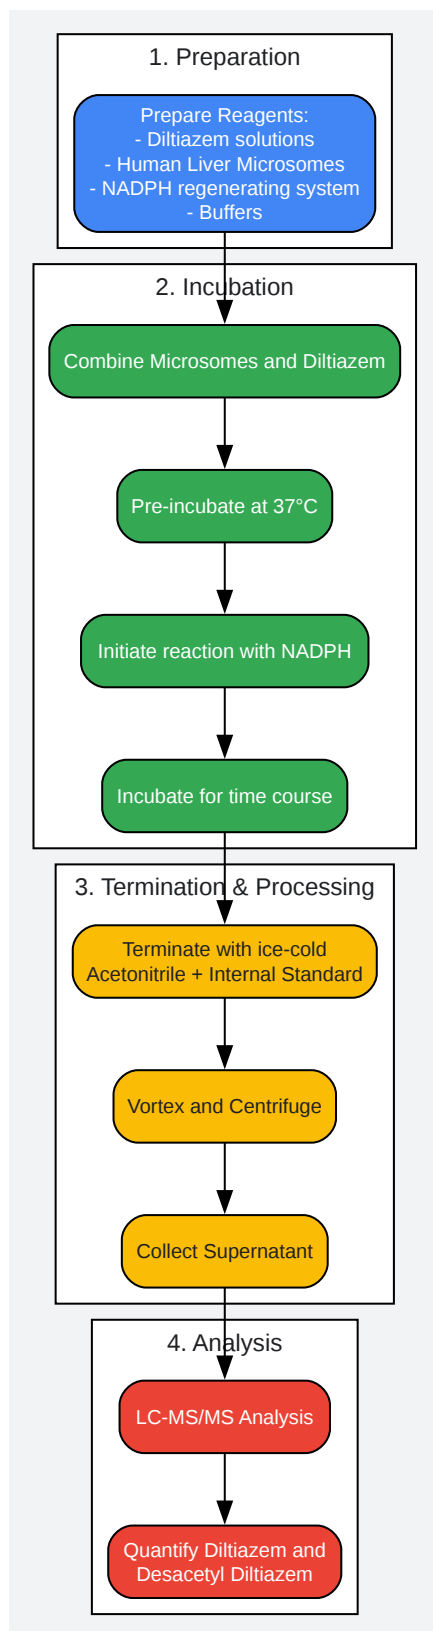 1. Preparation
Prepare Reagents:
- Diltiazem solutions
- Human Liver Microsomes
- NADPH regenerating system
- Buffers
2. Incubation
Combine Microsomes and Diltiazem
Pre-incubate at 37°C
Initiate reaction with NADPH
Incubate for time course
3. Termination & Processing
Terminate with ice-cold
Acetonitrile + Internal Standard
Vortex and Centrifuge
Collect Supernatant
4. Analysis
LC-MS/MS Analysis
Quantify Diltiazem and
Desacetyl Diltiazem